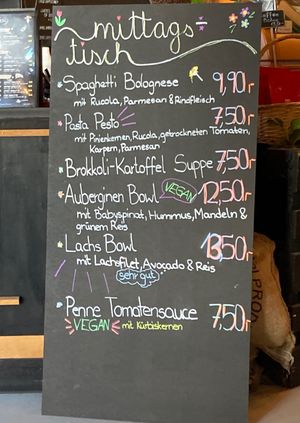 mittags-
tisch
Spaghetti Bolognese 9,90
mit Rucola, Parmesan & Rindfleisch
Pasta Pesto 7,50
mit Pinienkernen, Rucola, getrockneten Tomaten,
Kapern, Parmesan
Brokkoli-Kartoffel Suppe 7,50
Auberginen Bowl VEGAN 12,50
mit Babyspinat, Hummus, Mandeln &
grünem Reis
Lachs Bowl 13,50
mit Lachsfilet, Avocado & Reis
sehr gut
Penne Tomatensauce 7,50
VEGAN mit Kürbiskernen